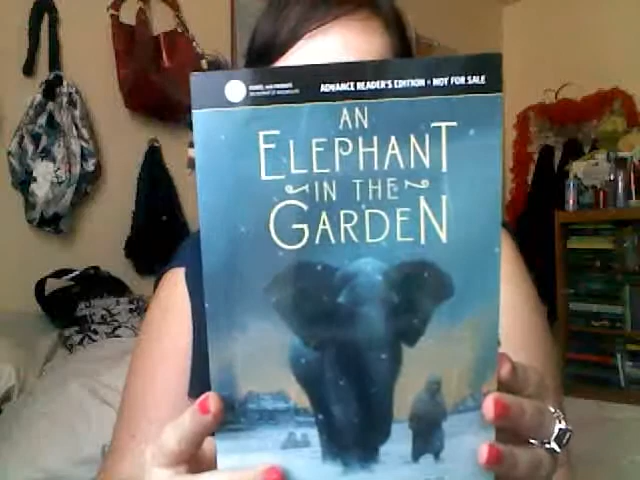 ADVANCE READER'S EDITION • NOT FOR SALE
AN
ELEPHANT
IN THE
GARDEN